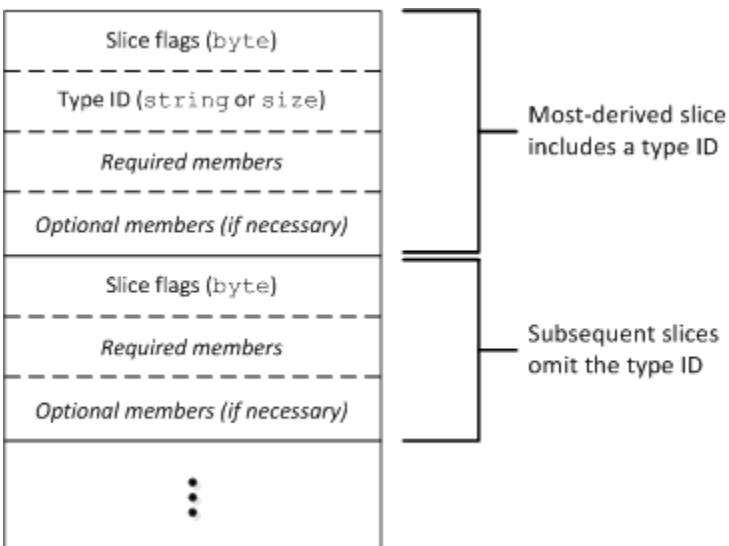 Slice flags (byte)
Type ID (string or size)
Required members
Optional members (if necessary)
Most-derived slice
includes a type ID
Slice flags (byte)
Required members
Optional members (if necessary)
Subsequent slices
omit the type ID